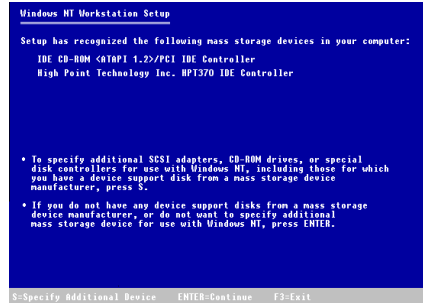 Windows NT Workstation Setup
Setup has recognized the following mass storage devices in your computer:
IDE CD-ROM <ATAPI 1.2>/PCI IDE Controller
High Point Technology Inc. HPT370 IDE Controller
• To specify additional SCSI adapters, CD-ROM drives, or special
disk controllers for use with Windows NT, including those for which
you have a device support disk from a mass storage device
manufacturer, press S.
• If you do not have any device support disks from a mass storage
device manufacturer, or do not want to specify additional
mass storage device for use with Windows NT, press ENTER.
S=Specify Additional Device ENTER=Continue F3=Exit